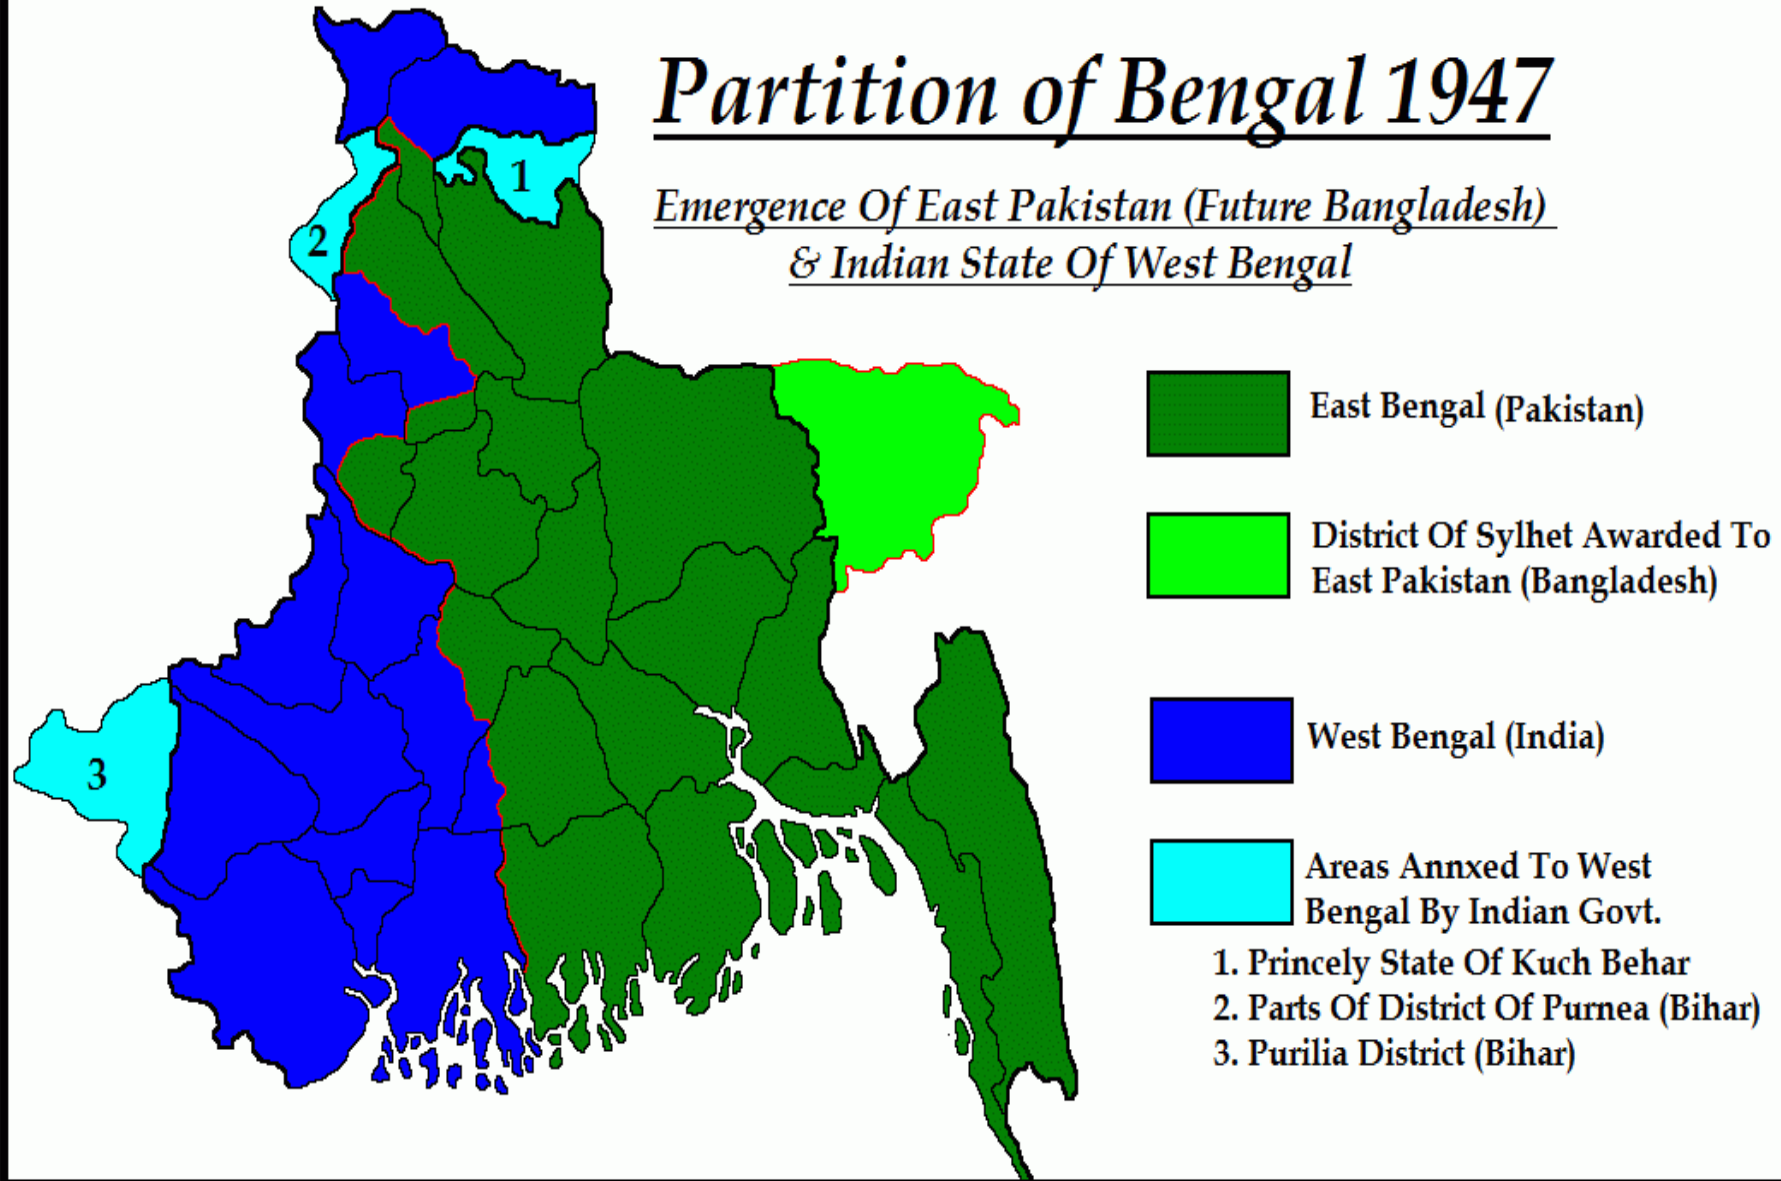 Partition of Bengal 1947
Emergence Of East Pakistan (Future Bangladesh)
& Indian State Of West Bengal
1
2
3
East Bengal (Pakistan)
District Of Sylhet Awarded To
East Pakistan (Bangladesh)
West Bengal (India)
Areas Annxed To West
Bengal By Indian Govt.
1. Princely State Of Kuch Behar
2. Parts Of District Of Purnea (Bihar)
3. Purilia District (Bihar)